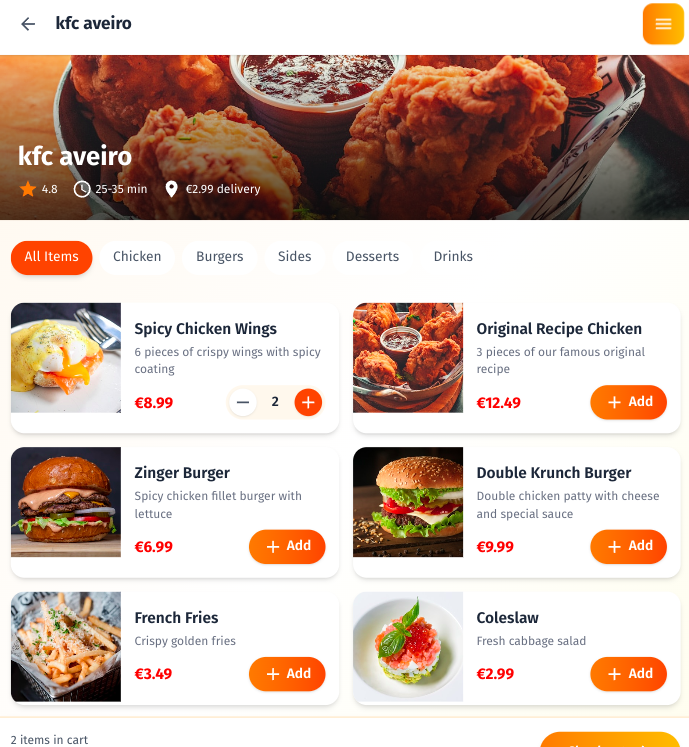 kfc aveiro
kfc aveiro
4.8 25-35 min €2.99 delivery
All Items Chicken Burgers Sides Desserts Drinks
Spicy Chicken Wings
6 pieces of crispy wings with spicy
coating
€8.99 2
Original Recipe Chicken
3 pieces of our famous original
recipe
€12.49 Add
Zinger Burger
Spicy chicken fillet burger with
lettuce
€6.99 Add
Double Krunch Burger
Double chicken patty with cheese
and special sauce
€9.99 Add
French Fries
Crispy golden fries
€3.49 Add
Coleslaw
Fresh cabbage salad
€2.99 Add
2 items in cart